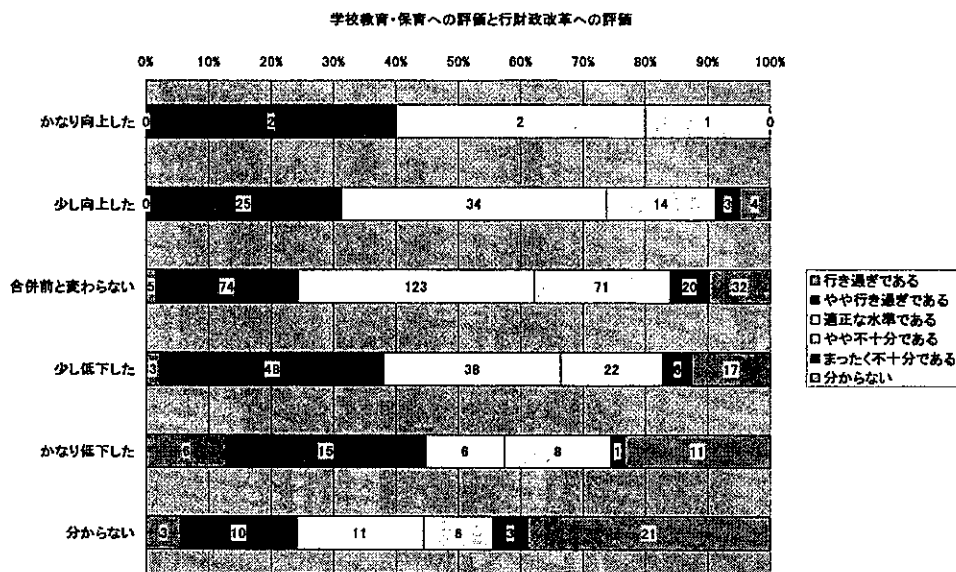 学校教育・保育への評価と行財政改革への評価
0% 10% 20% 30% 40% 50% 60% 70% 80% 90% 100%
かなり向上した 0 2 2 1 0
少し向上した 0 25 34 14 3 4
合併前と変わらない 5 74 123 71 20 32
少し低下した 3 48 38 22 6 17
かなり低下した 6 15 6 8 1 11
分からない 3 10 11 6 3 21
行き過ぎである
やや行き過ぎである
適正な水準である
やや不十分である
まったく不十分である
分からない